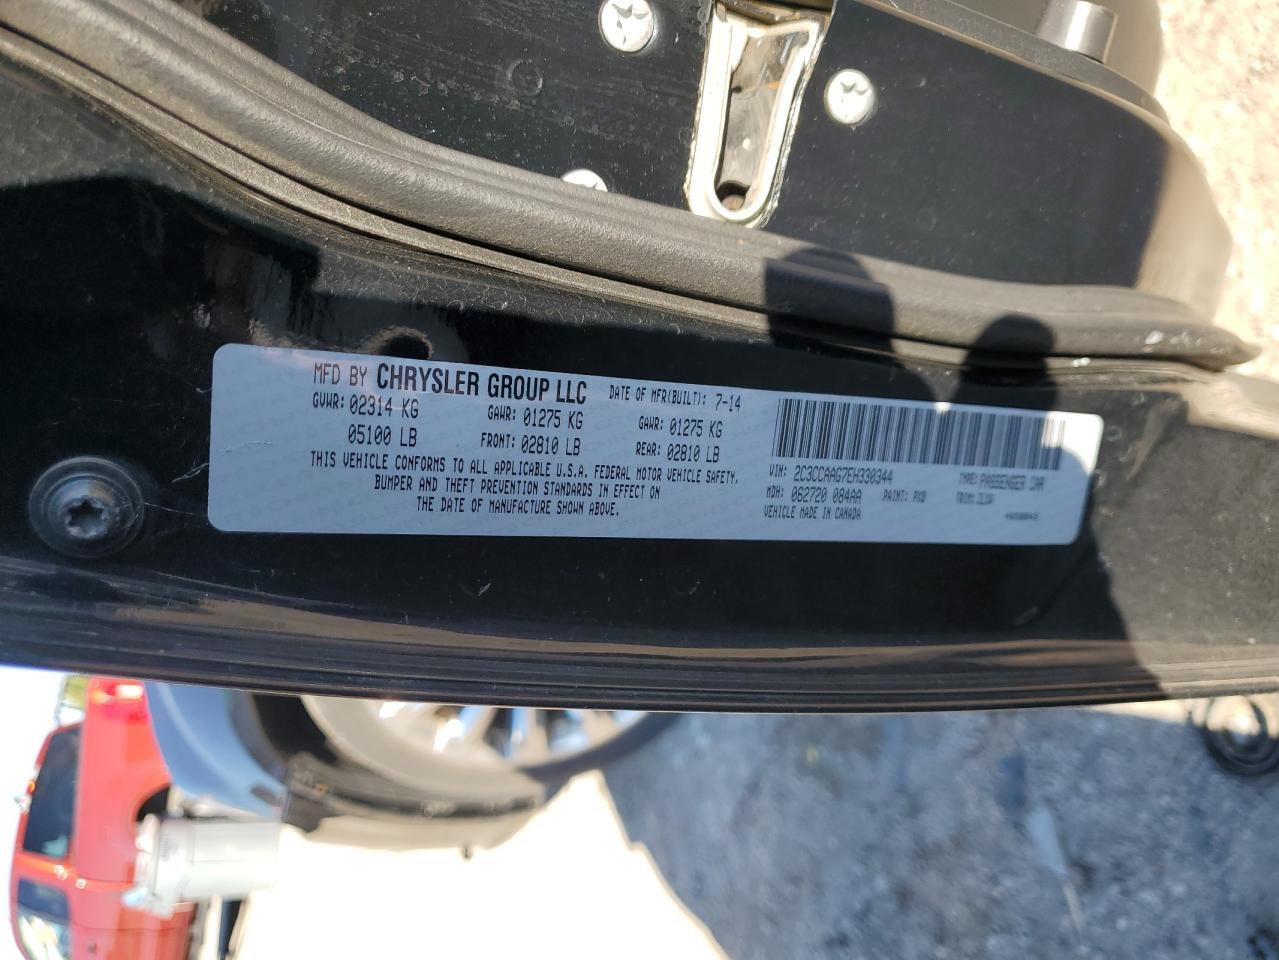 MFD BY CHRYSLER GROUP LLC DATE OF MFR(BUILT): 7-14
GVWR: 02314 KG GAWR: 01275 KG GAWR: 01275 KG
05100 LB FRONT: 02810 LB REAR: 02810 LB
THIS VEHICLE CONFORMS TO ALL APPLICABLE U.S.A. FEDERAL MOTOR VEHICLE SAFETY,
BUMPER AND THEFT PREVENTION STANDARDS IN EFFECT ON
THE DATE OF MANUFACTURE SHOWN ABOVE.
VIN: 2C3CCAAG7EH330344 TYPE: PASSENGER CAR
MDH: 062720 084AA PAINT: PX8 TRIM:
VEHICLE MADE IN CANADA